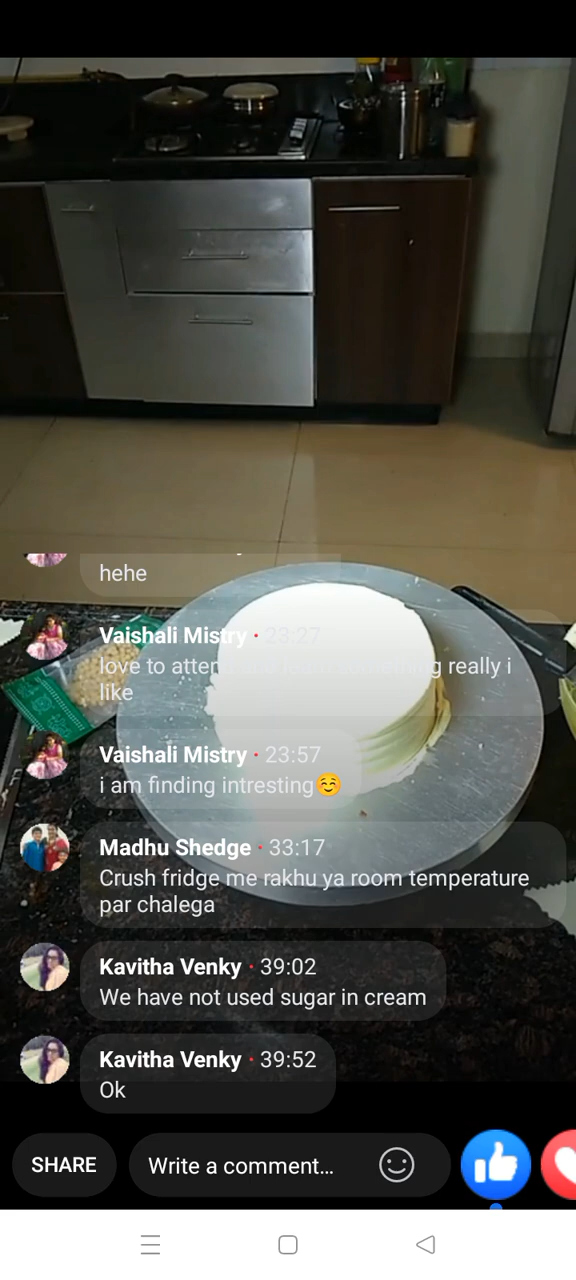 hehe
Vaishali Mistry · 23:27
love to atten
g really i
like
Vaishali Mistry · 23:57
i am finding intresting☺️
Madhu Shedge · 33:17
Crush fridge me rakhu ya room temperature
par chalega
Kavitha Venky · 39:02
We have not used sugar in cream
Kavitha Venky · 39:52
Ok
SHARE
Write a comment...